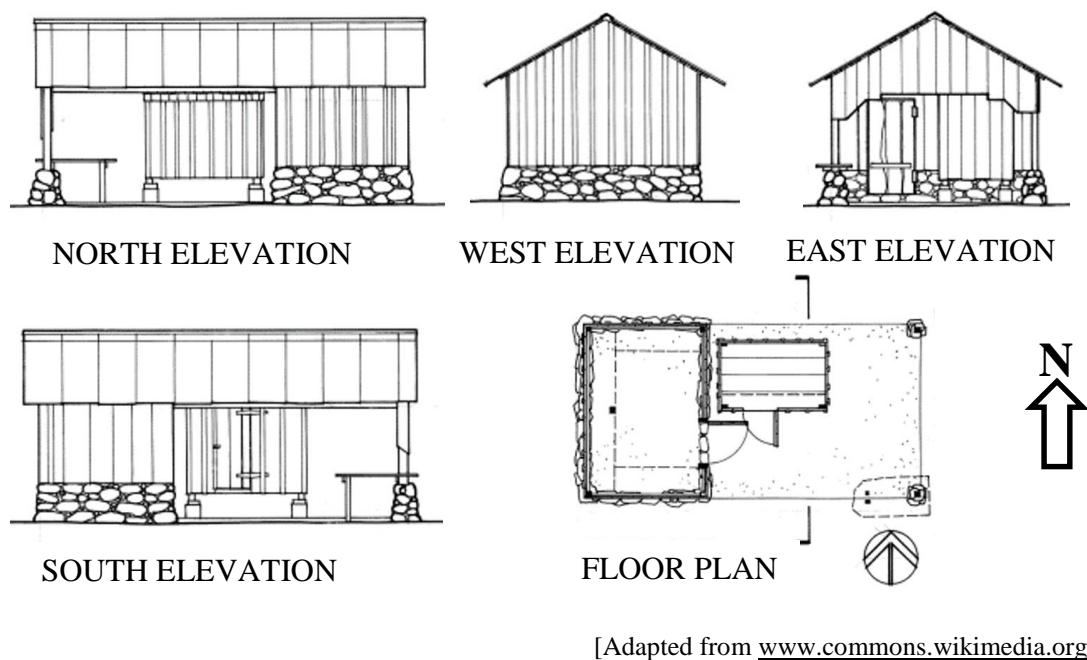 NORTH ELEVATION
WEST ELEVATION
EAST ELEVATION
N
SOUTH ELEVATION
FLOOR PLAN
[Adapted from www.commons.wikimedia.org